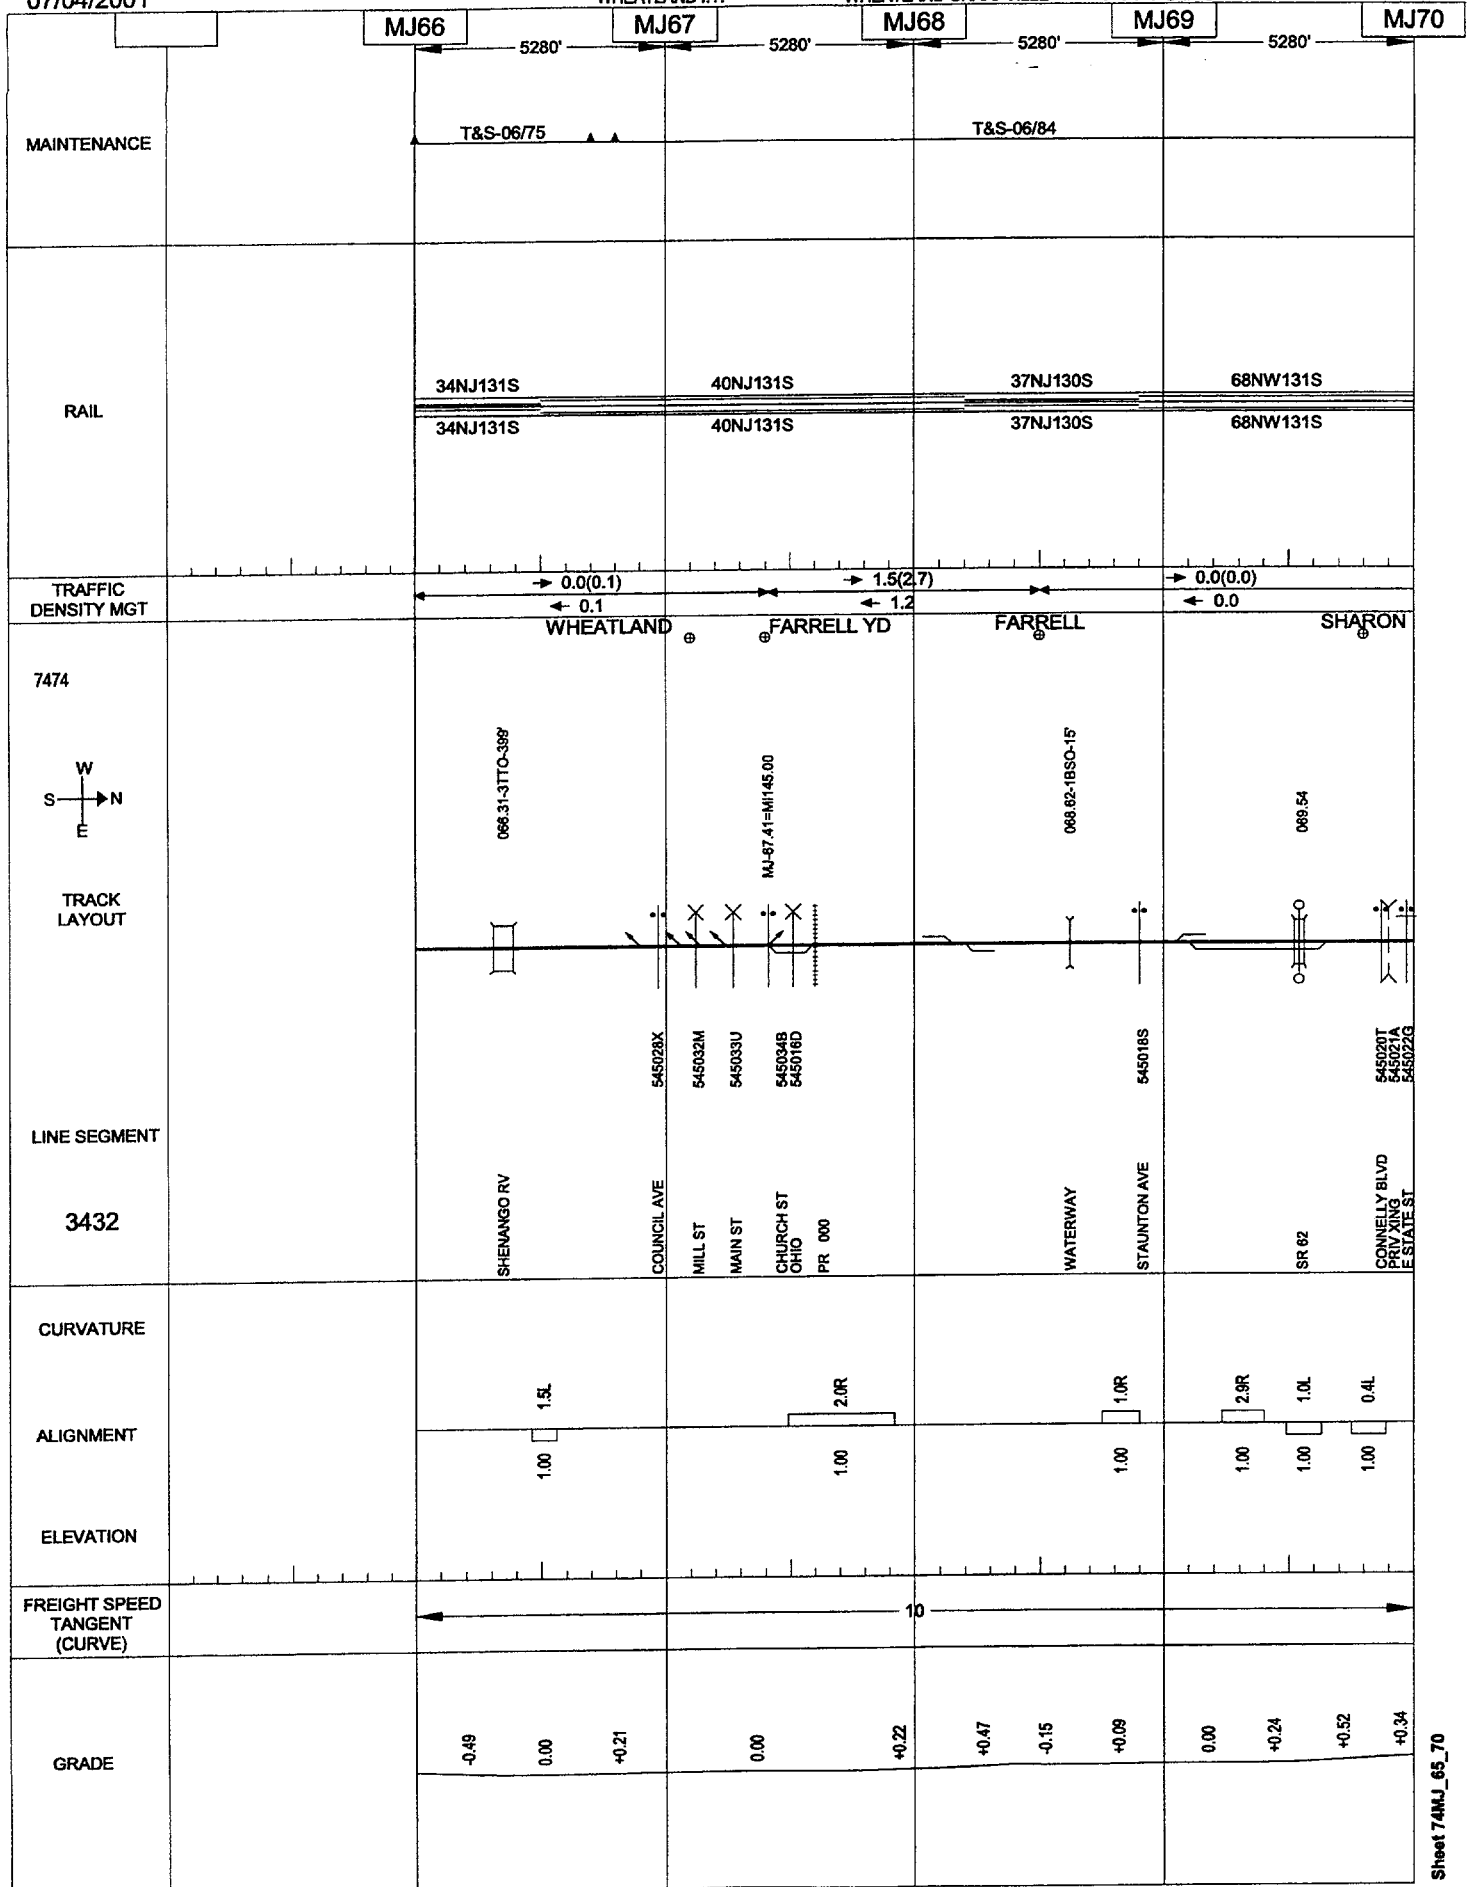 07/04/2001
MJ66
MJ67
MJ68
MJ69
MJ70
5280'
5280'
5280'
5280'
MAINTENANCE
T&S-06/75
T&S-06/84
RAIL
34NJ131S
40NJ131S
37NJ130S
68NW131S
34NJ131S
40NJ131S
37NJ130S
68NW131S
TRAFFIC
DENSITY MGT
0.0(0.1)
1.5(2.7)
0.0(0.0)
0.1
1.2
0.0
WHEATLAND
FARRELL YD
FARRELL
SHARON
7474
W
S
N
E
066.31-3TTO-399'
MJ-67.41=MI145.00
068.62-1BSO-15'
069.54
TRACK
LAYOUT
545028X
545032M
545033U
545034B
545016D
545018S
545020T
545021A
545022G
LINE SEGMENT
3432
SHENANGO RV
COUNCIL AVE
MILL ST
MAIN ST
CHURCH ST
OHIO
PR 000
WATERWAY
STAUNTON AVE
SR 62
CONNELLY BLVD
PRIV XING
E STATE ST
CURVATURE
1.5L
2.0R
1.0R
2.9R
1.0L
0.4L
ALIGNMENT
1.00
1.00
1.00
1.00
1.00
1.00
ELEVATION
FREIGHT SPEED
TANGENT
(CURVE)
10
GRADE
-0.49
0.00
+0.21
0.00
+0.22
+0.47
-0.15
+0.09
0.00
+0.24
+0.52
+0.34
Sheet 74MJ_65_70